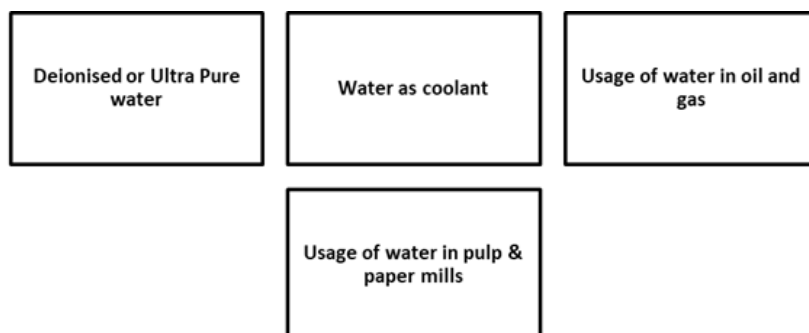 Deionised or Ultra Pure
water
Water as coolant
Usage of water in oil and
gas
Usage of water in pulp &
paper mills